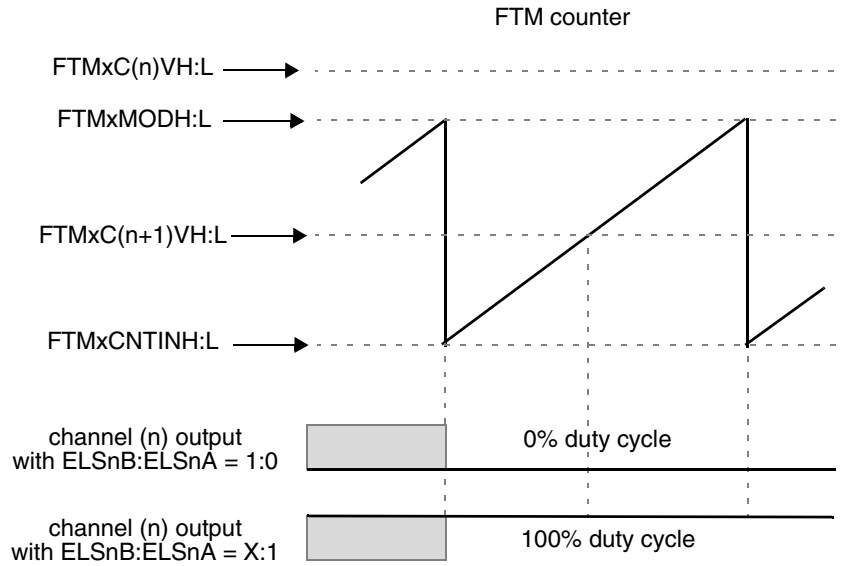 FTM counter
FTMxC(n)VH:L
FTMxMODH:L
FTMxC(n+1)VH:L
FTMxCNTINH:L
channel (n) output
with ELSnB:ELSnA = 1:0
0% duty cycle
channel (n) output
with ELSnB:ELSnA = X:1
100% duty cycle